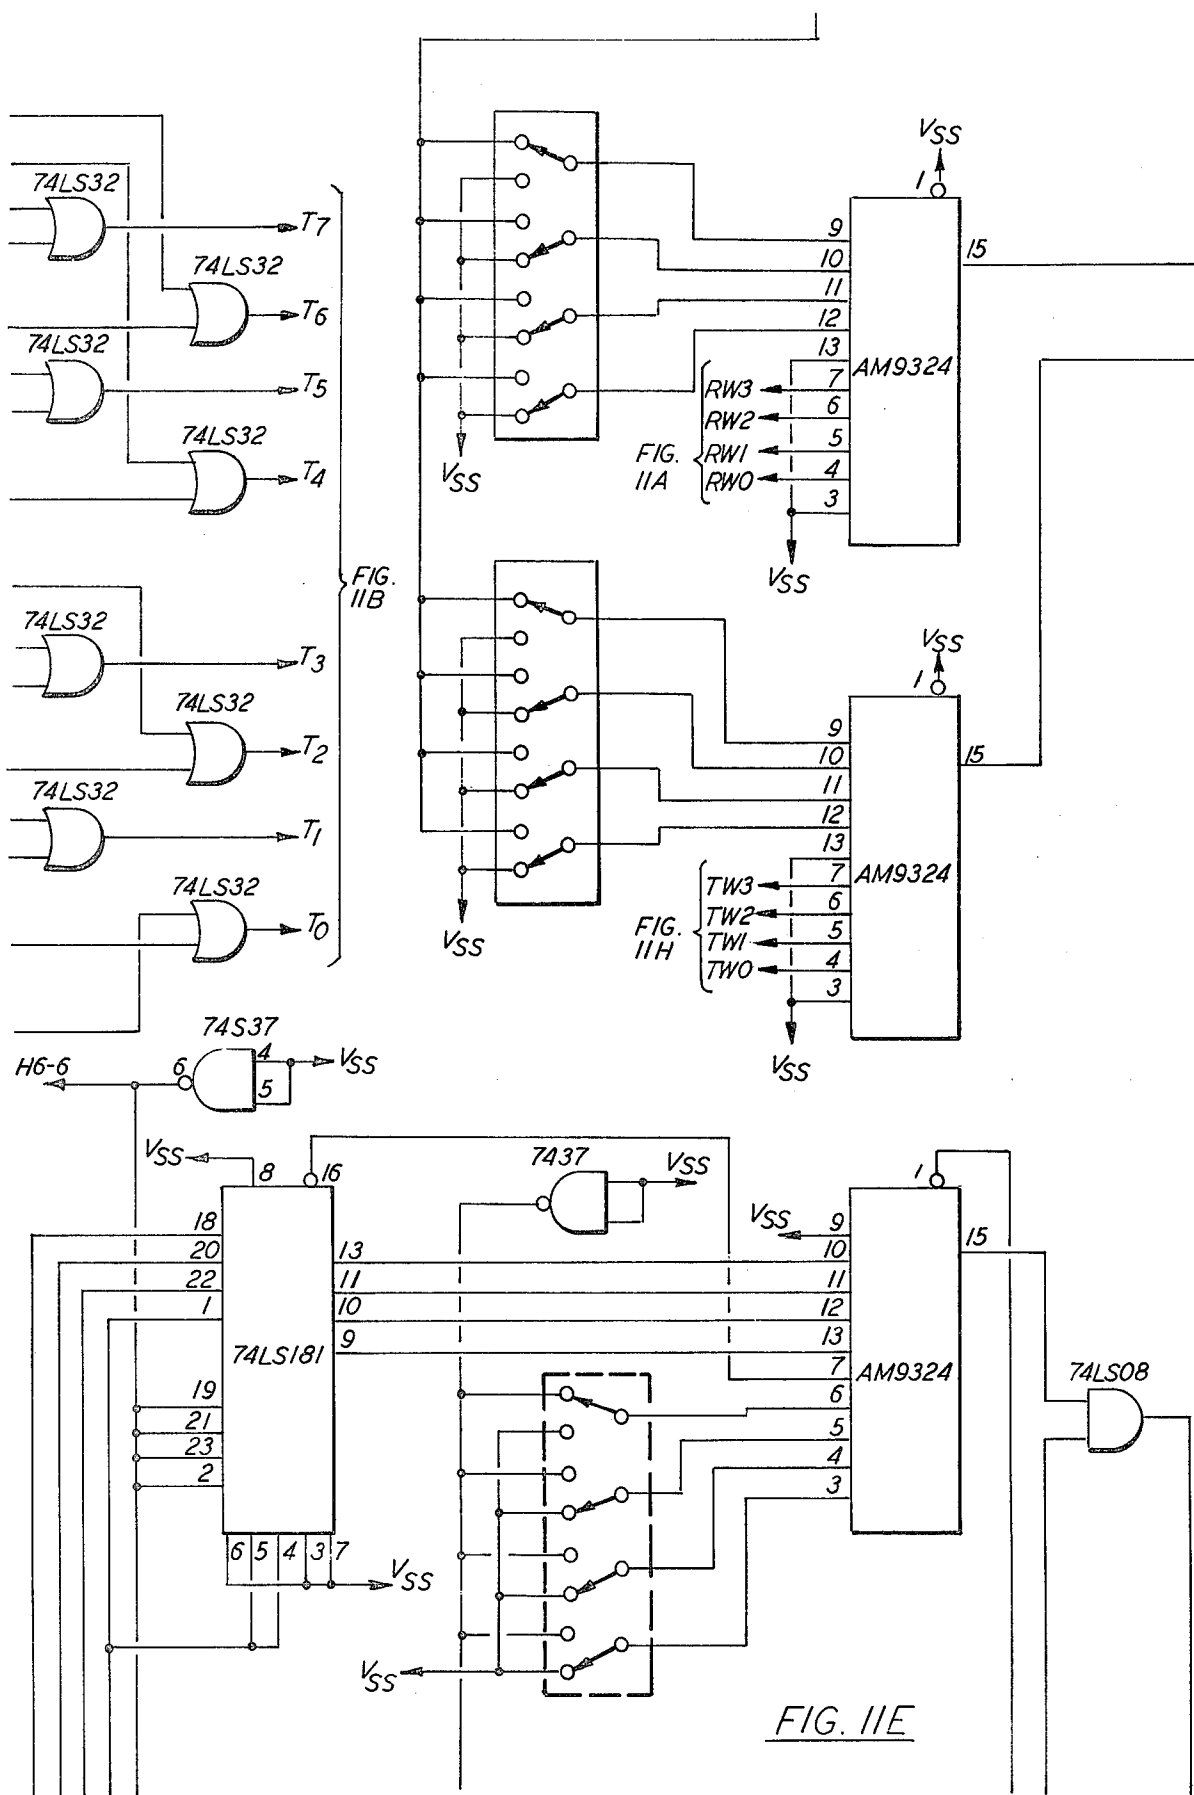 74LS32
T7
74LS32
T6
74LS32
T5
74LS32
T4
FIG.
11B
74LS32
T3
74LS32
T2
74LS32
T1
74LS32
T0
VSS
VSS
1
9
10
11
12
13
7
6
5
4
3
15
AM9324
RW3
RW2
RW1
RW0
FIG.
11A
VSS
VSS
VSS
1
9
10
11
12
13
7
6
5
4
3
15
AM9324
TW3
TW2
TW1
TW0
FIG.
11H
VSS
74S37
H6-6
6
4
5
VSS
VSS
8
16
18
20
22
1
19
21
23
2
74LS181
13
11
10
9
6
5
4
3
7
VSS
7437
VSS
VSS
1
9
10
11
12
13
7
6
5
4
3
15
AM9324
74LS08
VSS
FIG. 11E